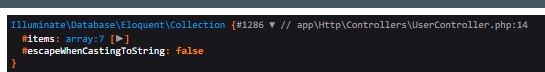 Illuminate\Database\Eloquent\Collection {#1286 ▼ // app\Http\Controllers\UserController.php:14
#items: array:7 [▶]
#escapeWhenCastingToString: false
}